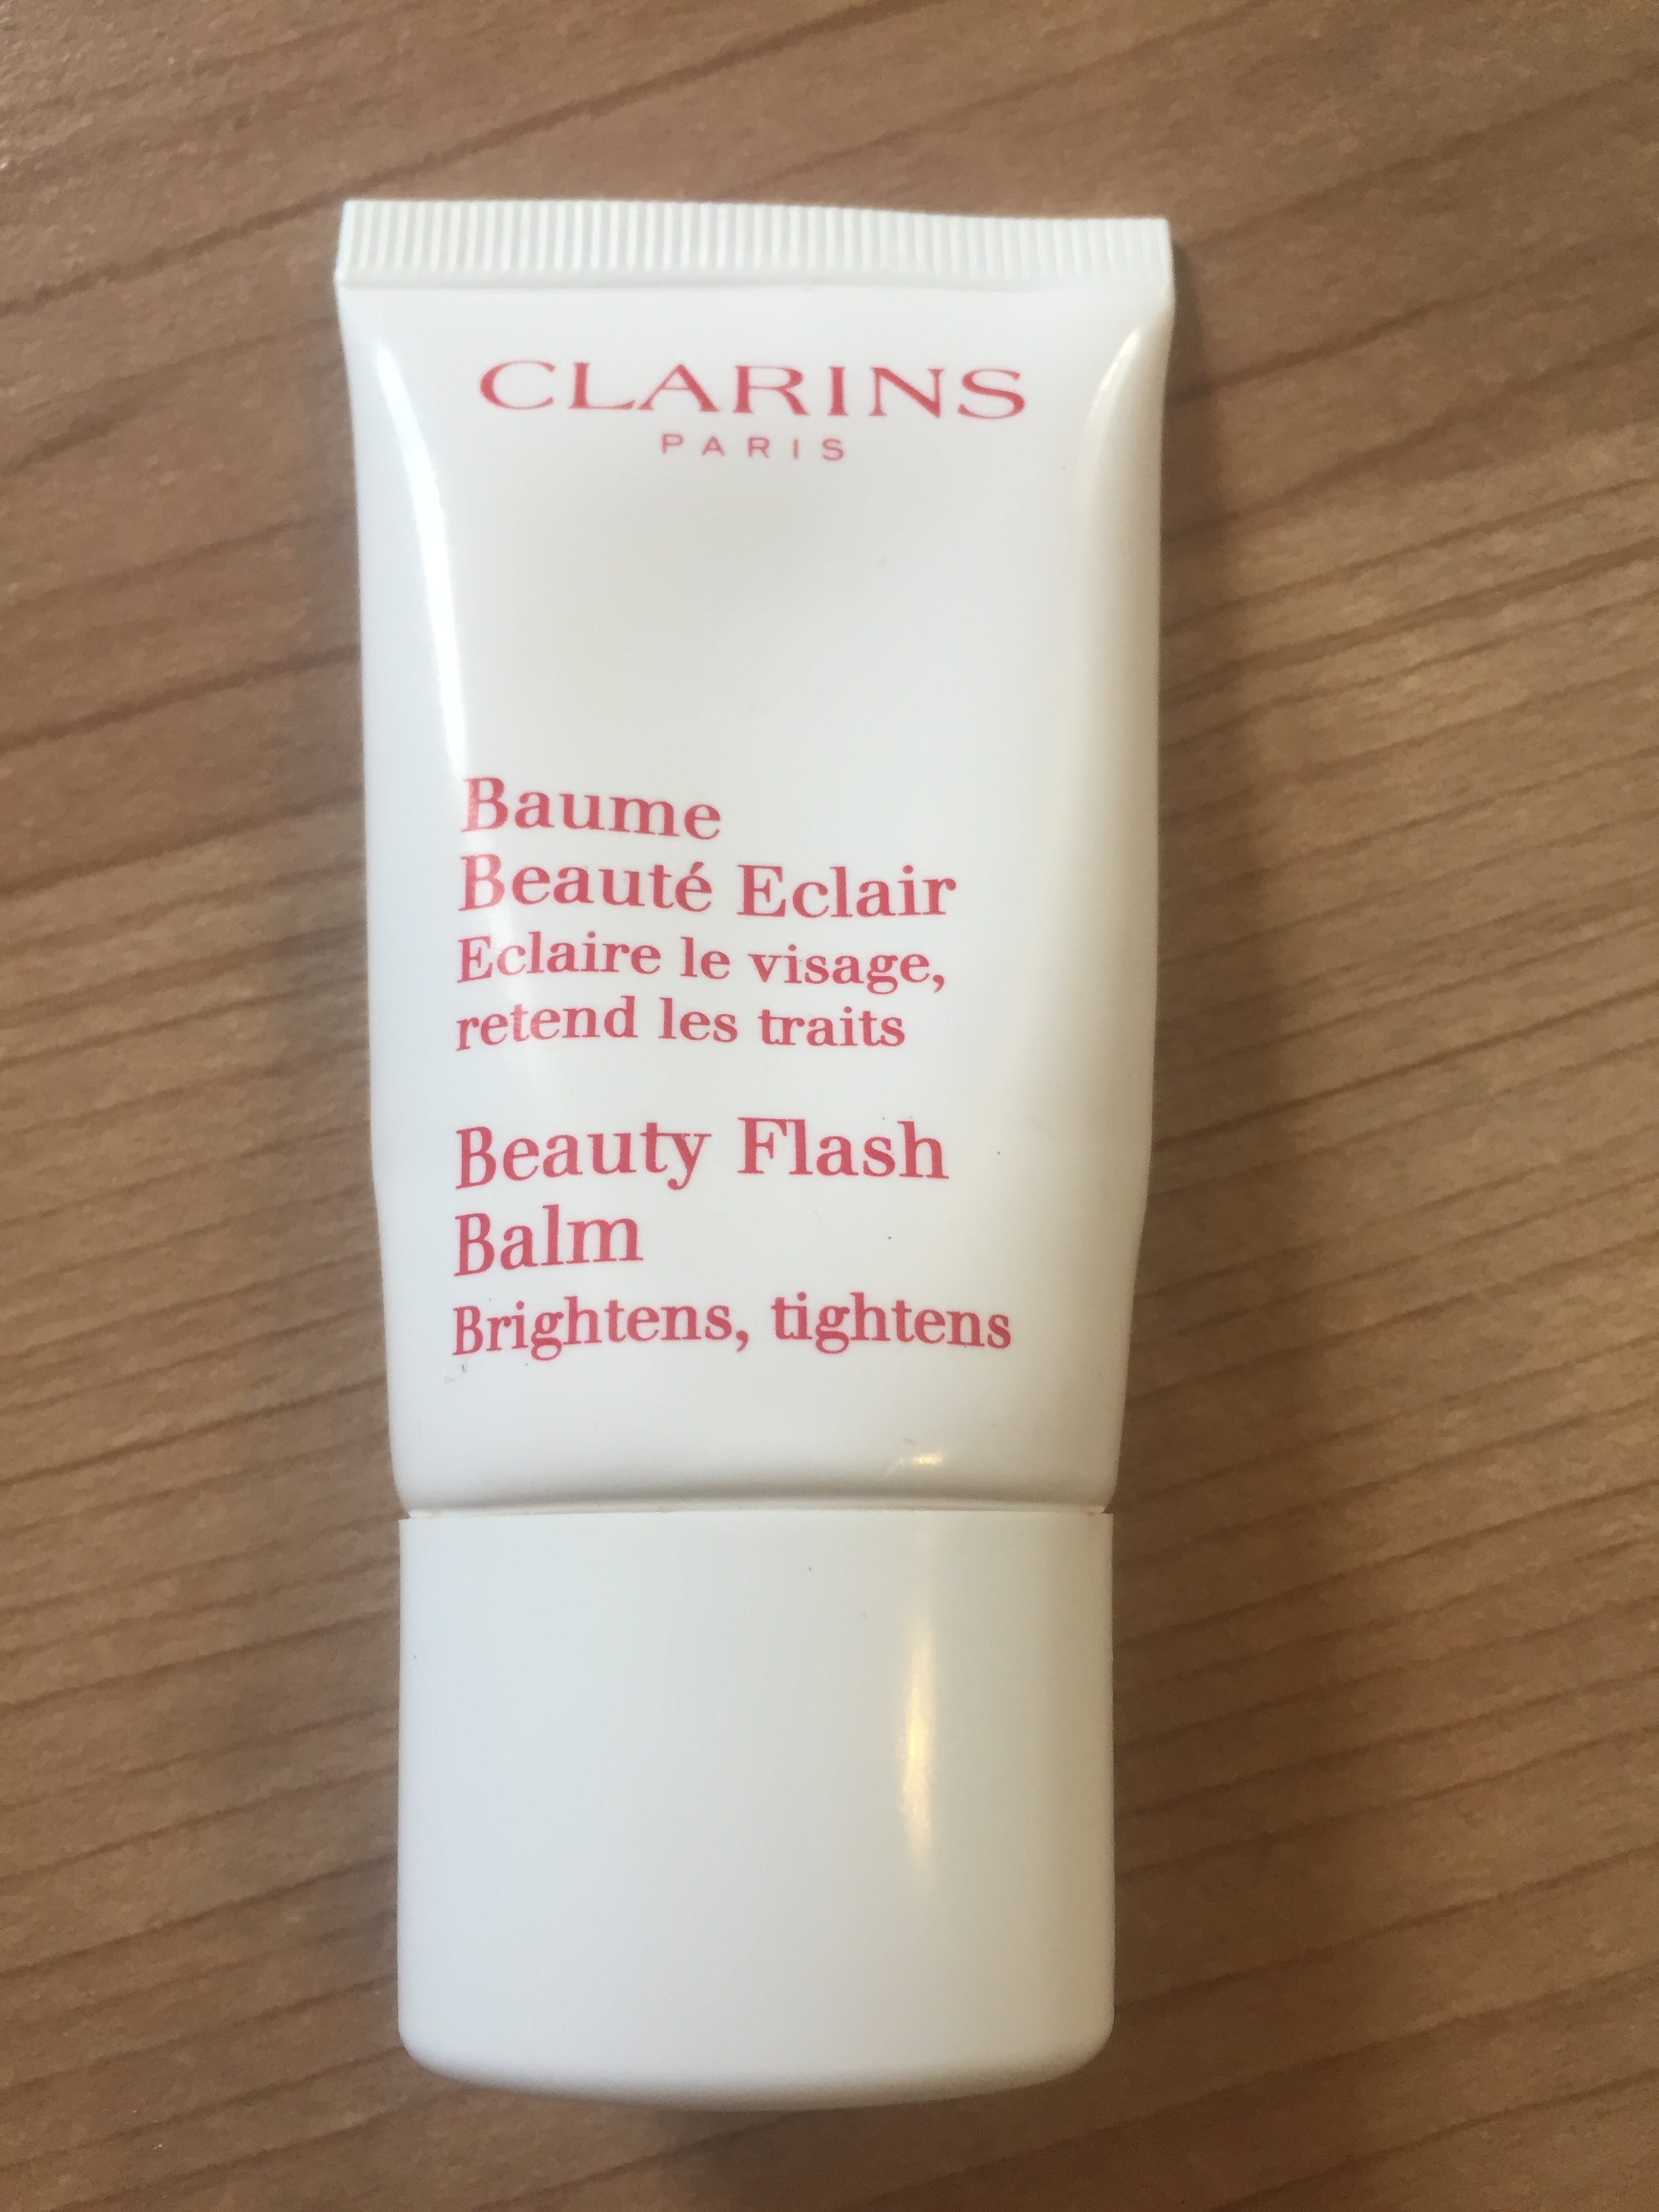 CLARINS
PARIS
Baume
Beauté Eclair
Eclaire le visage,
retend les traits
Beauty Flash
Balm
Brightens, tightens